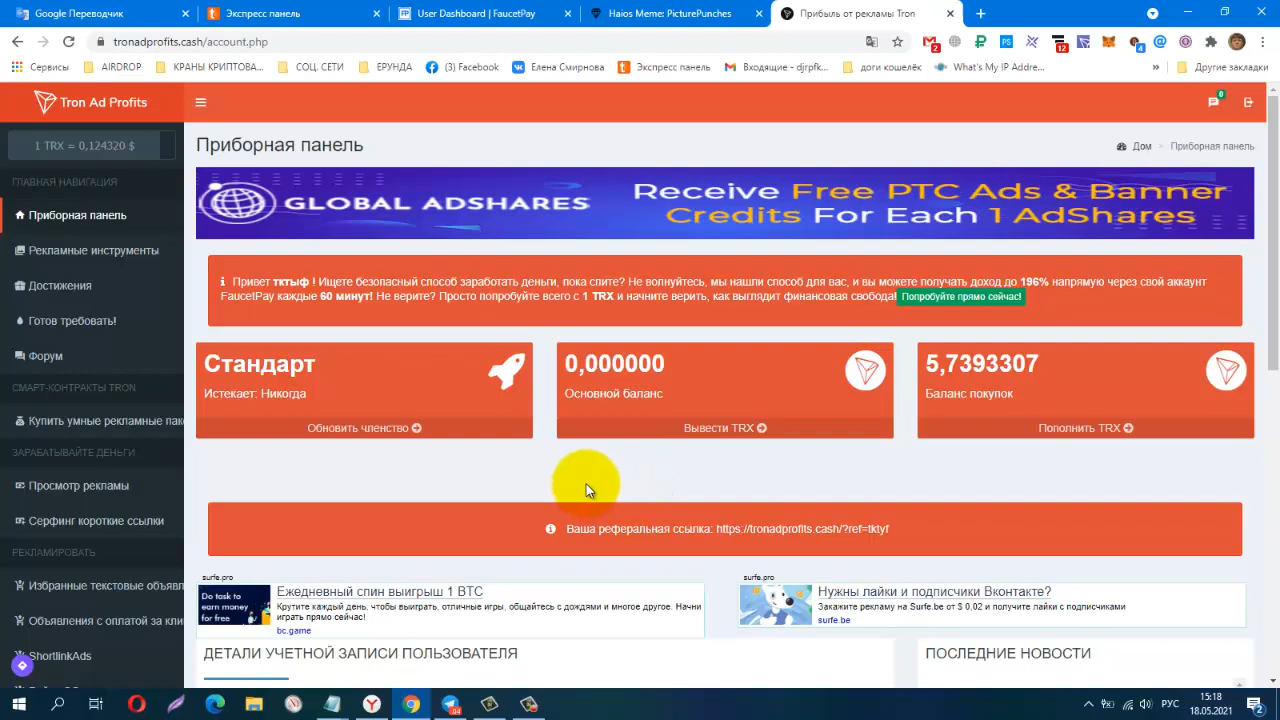 Google Переводчик
Экспресс панель
User Dashboard | FaucetPay
Haios Meme: PicturePunches
Прибыль от рекламы Tron
tronadprofits.cash/account.php
2
12
4
Сервисы
AIRDROP
КРАНЫ КРИПТОВА...
СОЦ. СЕТИ
ЕРУНДА
(3) Facebook
Елена Смирнова
Экспресс панель
Входящие - djrpfk...
доги кошелёк
What's My IP Addre...
»
Другие закладки
Tron Ad Profits
0
1 TRX = 0,124320 $
ГЛАВНАЯ НАВИГАЦИЯ
Приборная панель
Рекламные инструменты
Достижения
Готов требовать!
Форум
СМАРТ-КОНТРАКТЫ TRON
Купить умные рекламные пак
ЗАРАБАТЫВАЙТЕ ДЕНЬГИ
Просмотр рекламы
Серфинг короткие ссылки
РЕКЛАМИРОВАТЬ
Избранные текстовые объявл
Объявления с оплатой за кли
ShortlinkAds
Приборная панель
Дом > Приборная панель
GLOBAL ADSHARES
Receive Free PTC Ads & Banner
Credits For Each 1 AdShares
Привет тктыф ! Ищете безопасный способ заработать деньги, пока спите? Не волнуйтесь, мы нашли способ для вас, и вы можете получать доход до 196% напрямую через свой аккаунт
FaucetPay каждые 60 минут! Не верите? Просто попробуйте всего с 1 TRX и начните верить, как выглядит финансовая свобода! Попробуйте прямо сейчас!
Стандарт
Истекает: Никогда
Обновить членство
0,000000
Основной баланс
Вывести TRX
5,7393307
Баланс покупок
Пополнить TRX
Ваша реферальная ссылка: https://tronadprofits.cash/?ref=tktyf
surfe.pro
Do task to
earn money
for free
Ежедневный спин выигрыш 1 BTC
Крутите каждый день, чтобы выиграть, отличные игры, общайтесь с дождями и многое другое. Начни
играть прямо сейчас!
bc.game
surfe.pro
Нужны лайки и подписчики Вконтакте?
Закажите рекламу на Surfe.be от $ 0,02 и получите лайки с подписчиками
surfe.be
ДЕТАЛИ УЧЕТНОЙ ЗАПИСИ ПОЛЬЗОВАТЕЛЯ
ПОСЛЕДНИЕ НОВОСТИ
РУС
15:18
18.05.2021
2